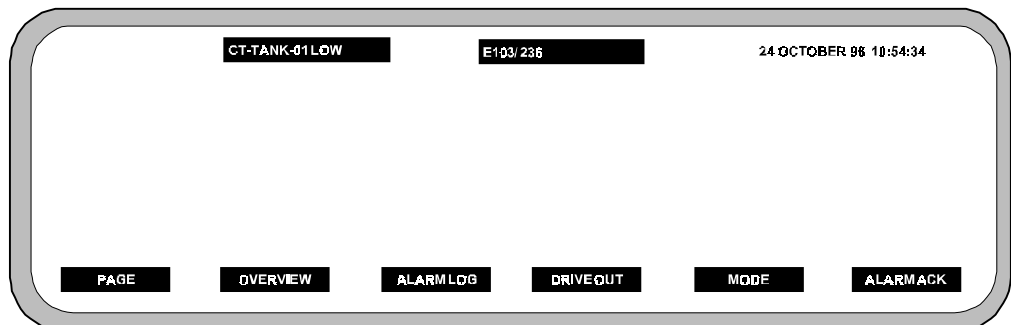 CT-TANK-01 LOW
E103/236
24 OCTOBER 96 10:54:34
PAGE
OVERVIEW
ALARM LOG
DRIVE OUT
MODE
ALARM ACK